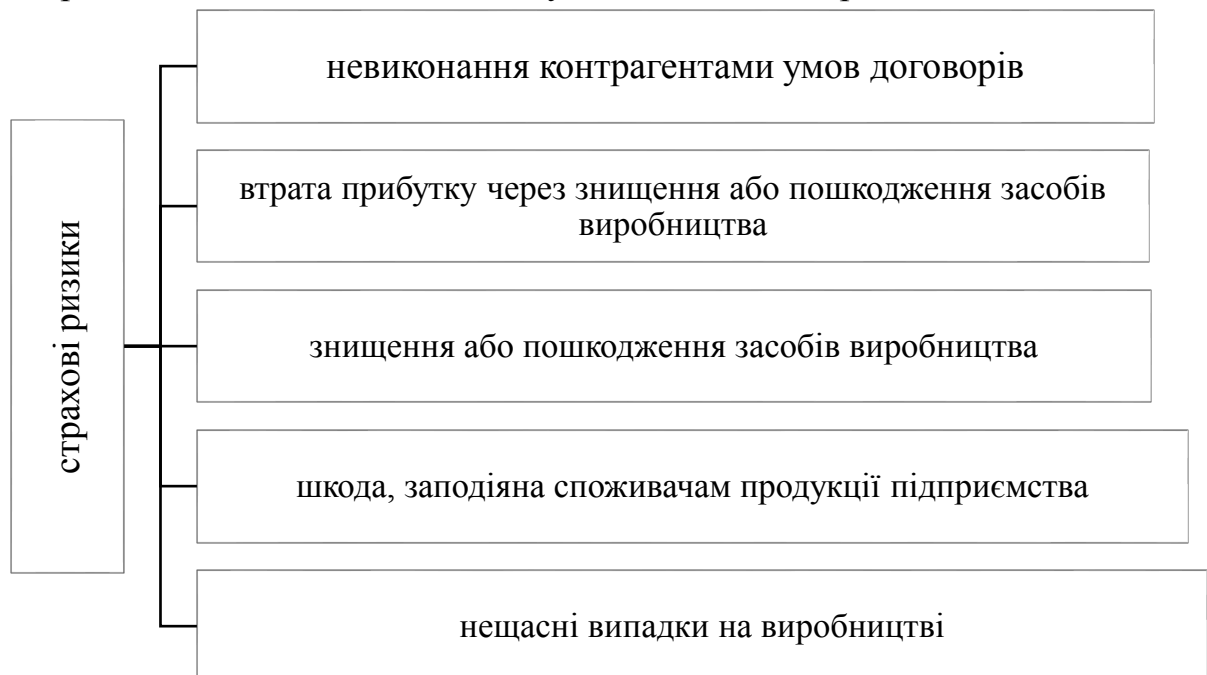 страхові ризики
невиконання контрагентами умов договорів
втрата прибутку через знищення або пошкодження засобів
виробництва
знищення або пошкодження засобів виробництва
шкода, заподіяна споживачам продукції підприємства
нещасні випадки на виробництві